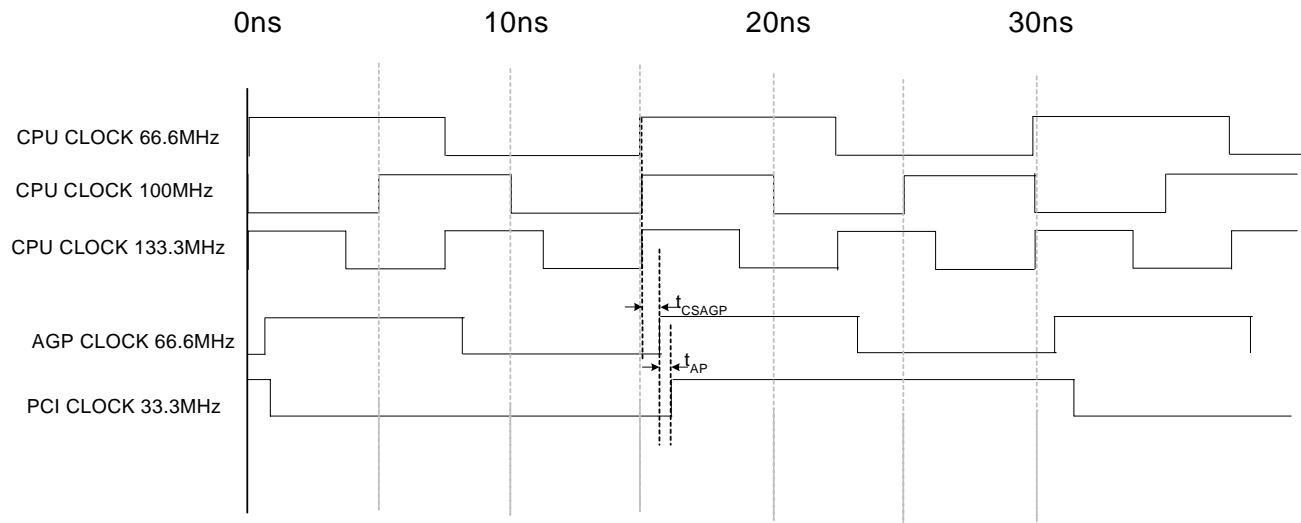 0ns 10ns 20ns 30ns
CPU CLOCK 66.6MHz
CPU CLOCK 100MHz
CPU CLOCK 133.3MHz
tCSAGP
AGP CLOCK 66.6MHz
tAP
PCI CLOCK 33.3MHz